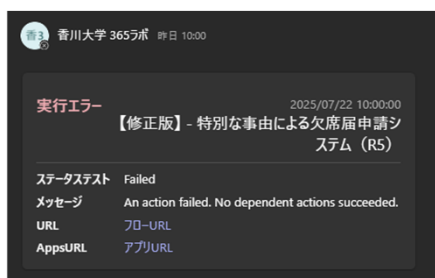 香3
香川大学 365ラボ 昨日 10:00
実行エラー
2025/07/22 10:00:00
【修正版】- 特別な事由による欠席届申請シ
ステム（R5）
ステータステスト Failed
メッセージ An action failed. No dependent actions succeeded.
URL フローURL
AppsURL アプリURL